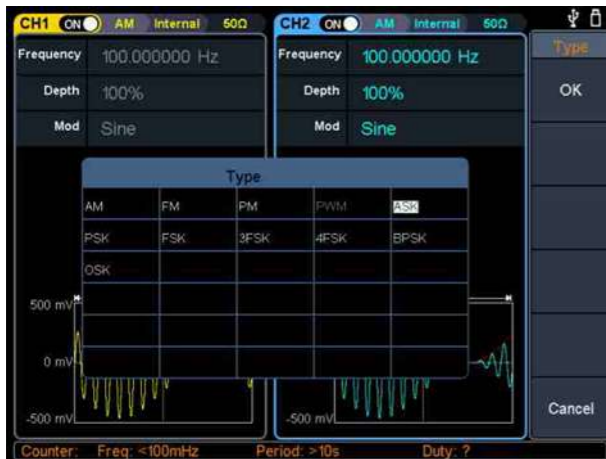 CH1 ON AM Internal 50Ω CH2 ON AM Internal 50Ω
Type
Frequency 100.000000 Hz Frequency 100.000000 Hz
Depth 100% Depth 100% OK
Mod Sine Mod Sine
Type
AM FM PM PWM ASK
PSK FSK 3FSK 4FSK BPSK
OSK
500 mV
0 mV
-500 mV -500 mV Cancel
Counter: Freq: <100mHz Period: >10s Duty: ?